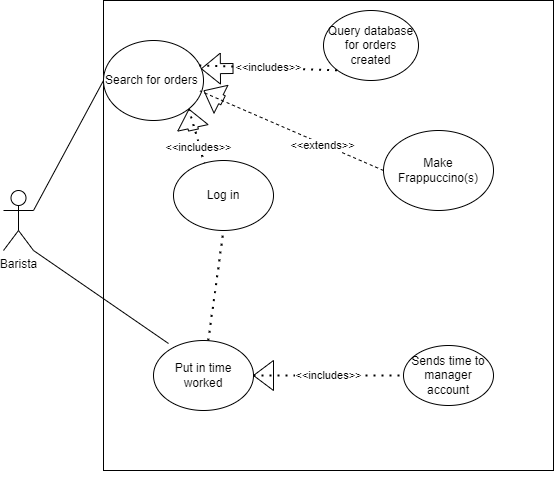 Query database
for orders
created
Search for orders
<<includes>>
<<extends>>
<<includes>>
Make
Frappuccino(s)
Log in
Barista
Put in time
worked
<<includes>>
Sends time to
manager
account